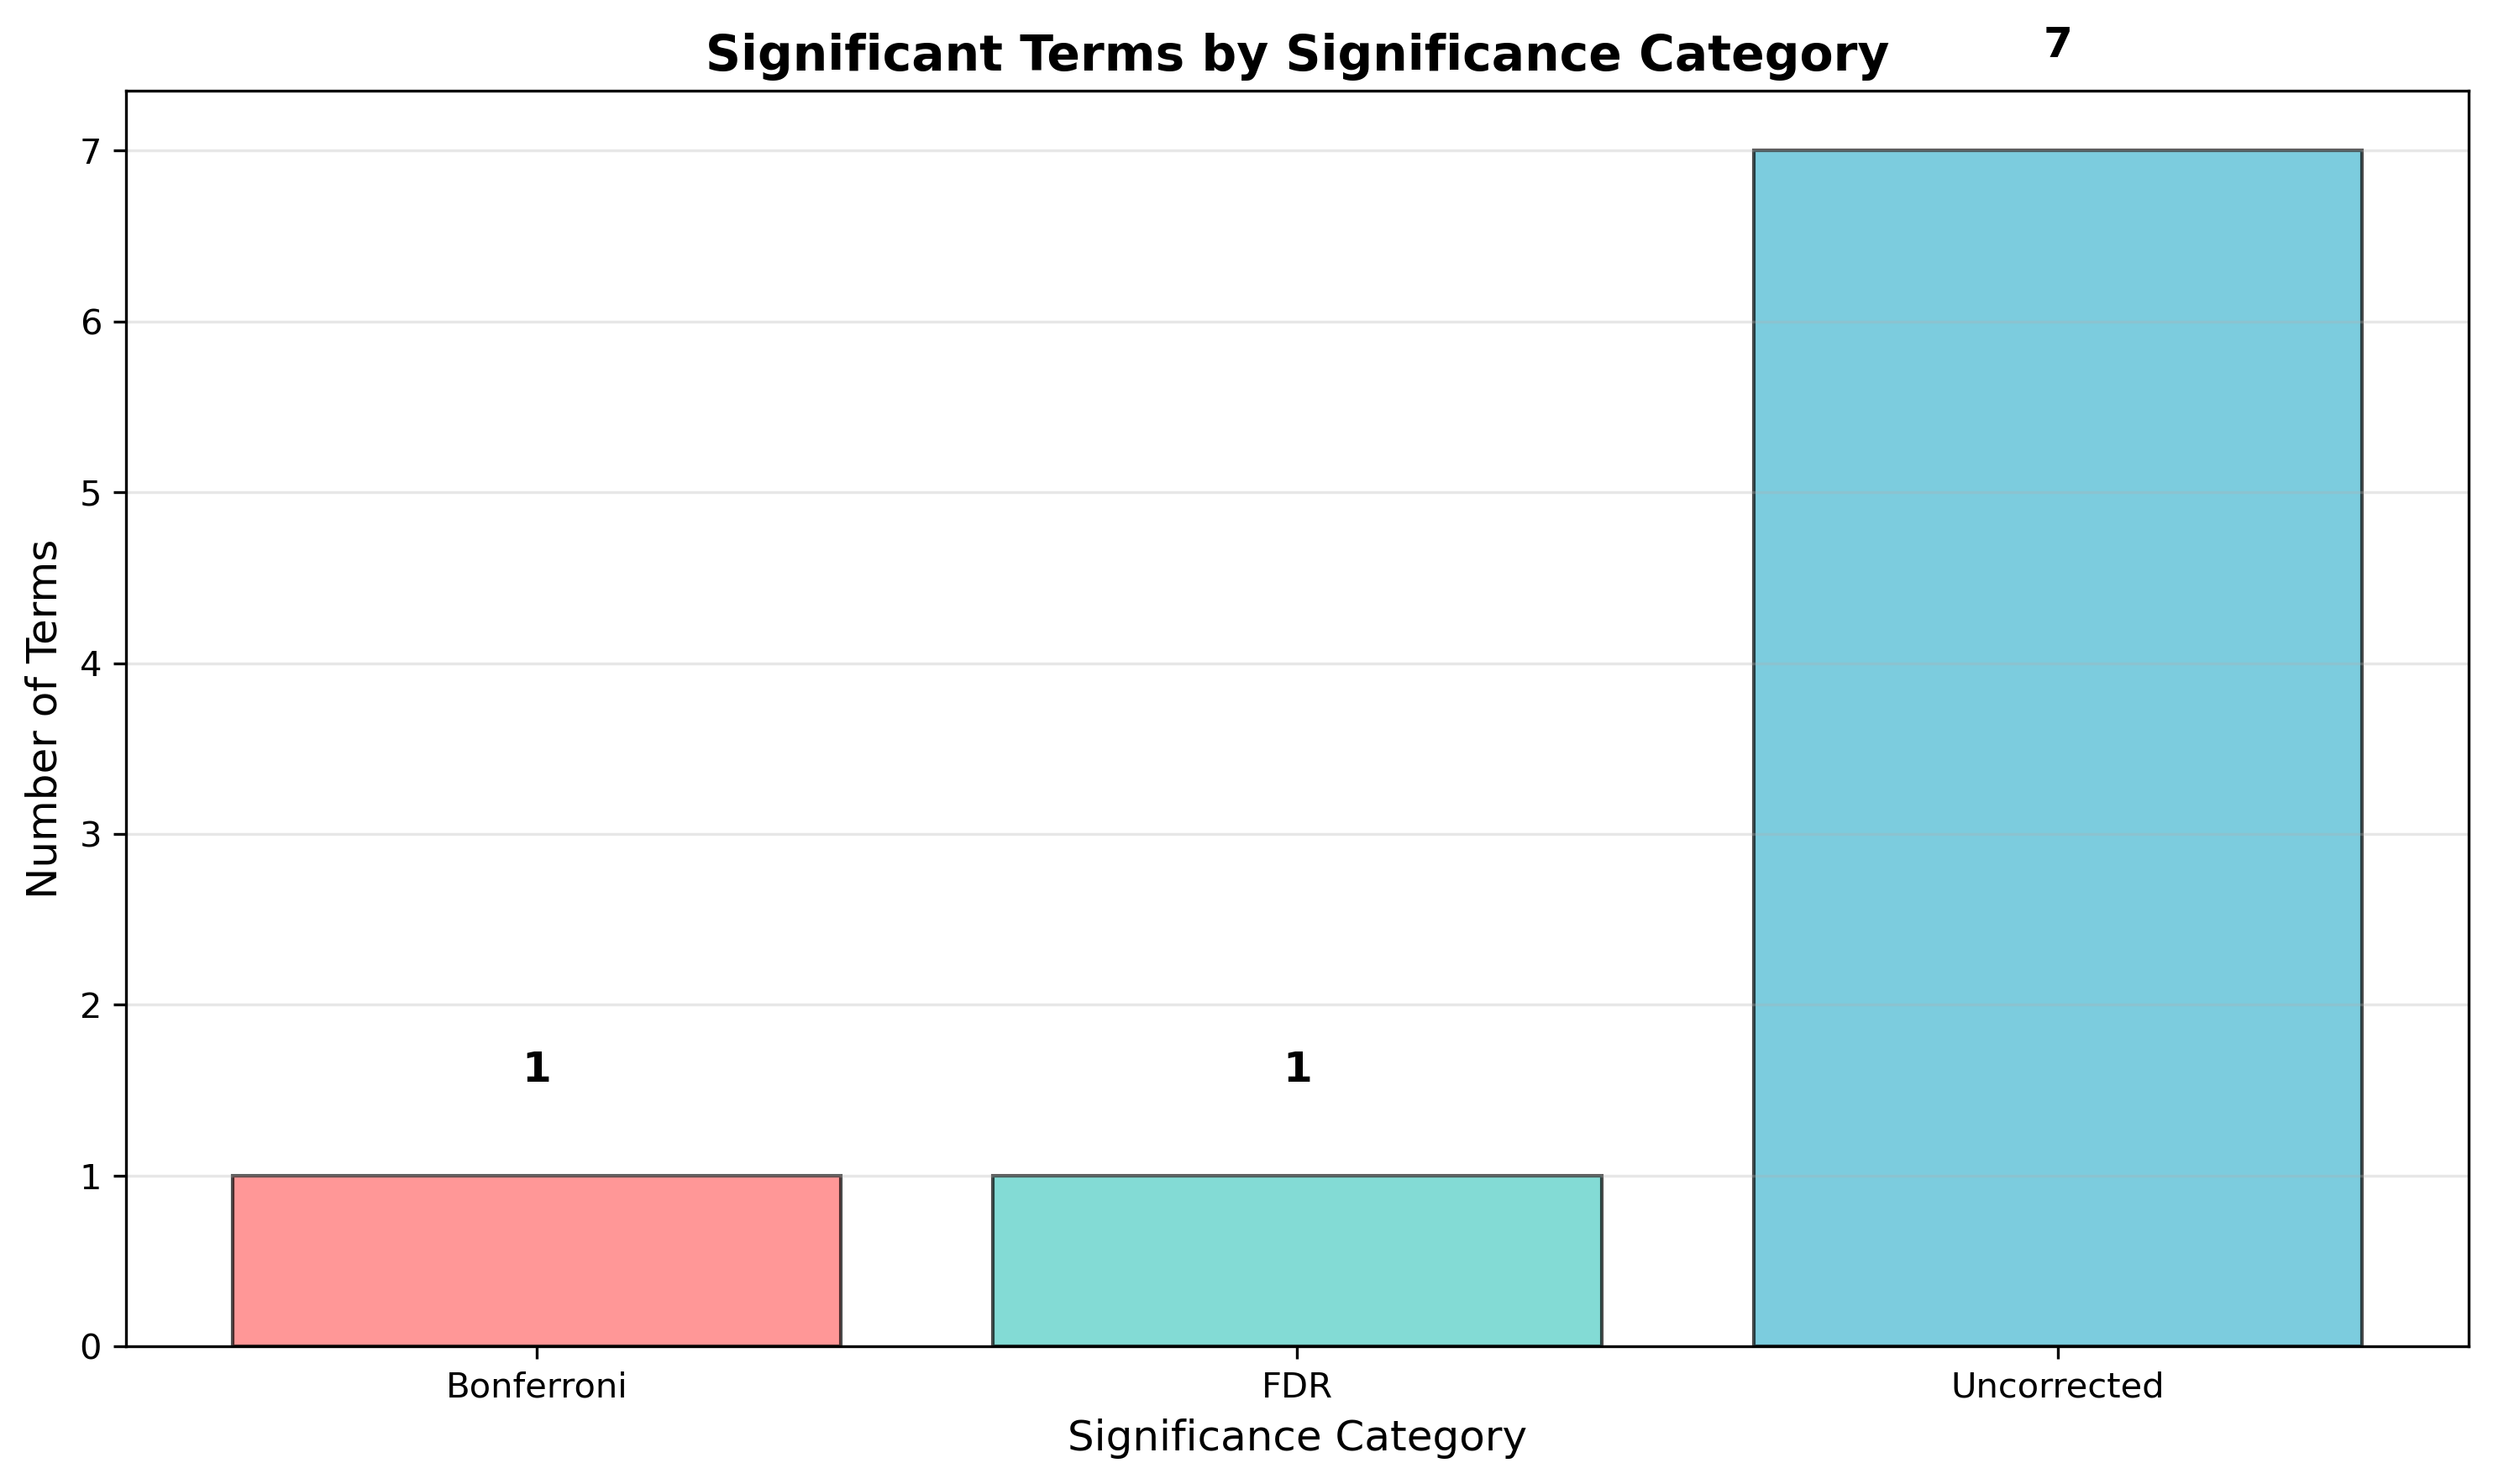 Significant Terms by Significance Category
7
Number of Terms
7
6
5
4
3
2
1
0
1
1
Bonferroni
FDR
Uncorrected
Significance Category